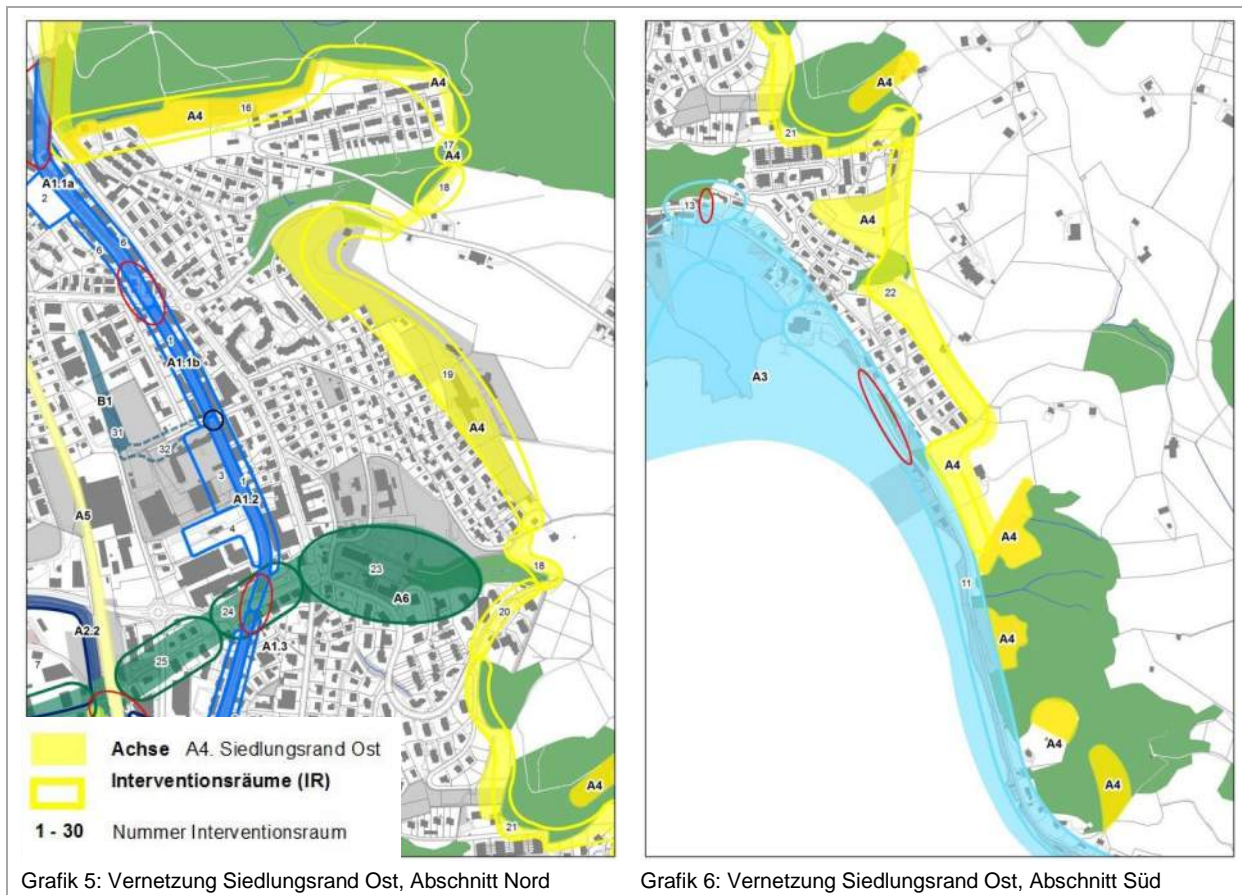 A4
16
A4
17
A4
18
A1.1a
2
6
6
1
A1.1b
B1
31
32
3
1
A1.2
4
A5
19
A4
23
A6
24
25
A2.2
7
A1.3
18
20
A4
21
Achse A4. Siedlungsrand Ost
Interventionsräume (IR)
1 - 30 Nummer Interventionsraum
Grafik 5: Vernetzung Siedlungsrand Ost, Abschnitt Nord
A4
21
13
A4
22
A3
A4
11
A4
A4
A4
A4
Grafik 6: Vernetzung Siedlungsrand Ost, Abschnitt Süd